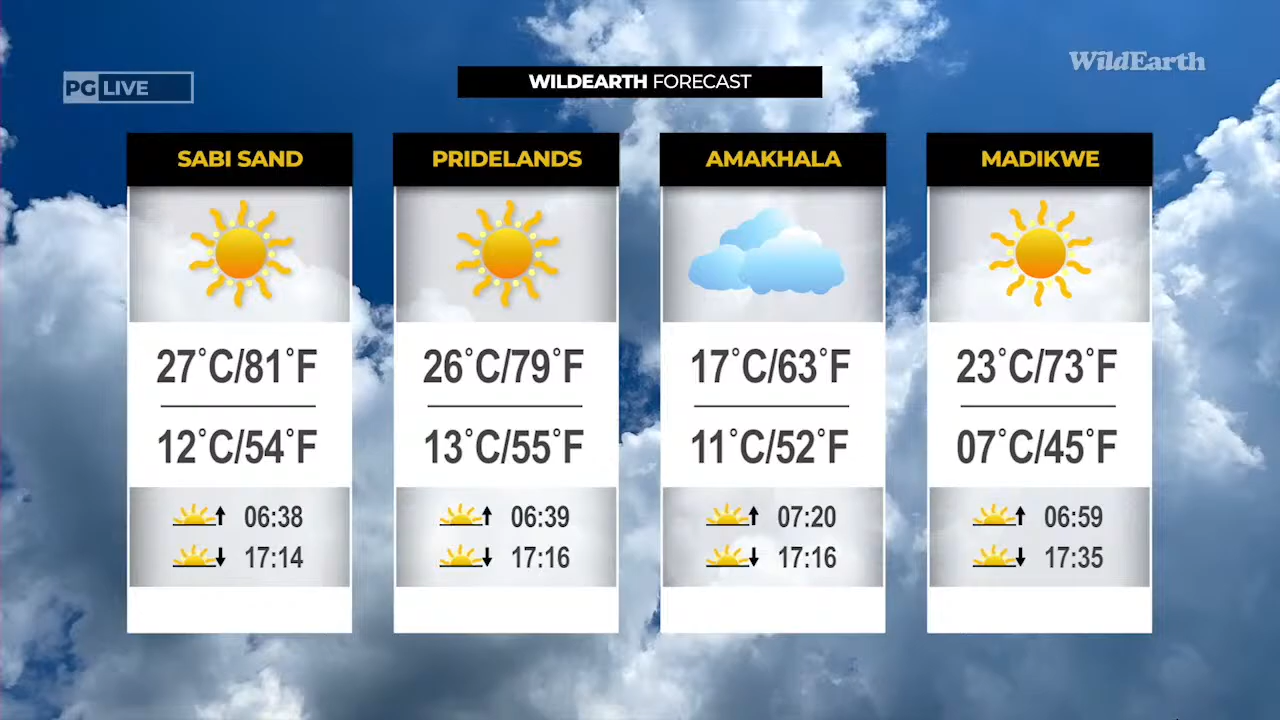 WILDEARTH FORECAST
WildEarth
PG LIVE
SABI SAND
27°C/81°F
12°C/54°F
06:38
17:14
PRIDELANDS
26°C/79°F
13°C/55°F
06:39
17:16
AMAKHALA
17°C/63°F
11°C/52°F
07:20
17:16
MADIKWE
23°C/73°F
07°C/45°F
06:59
17:35